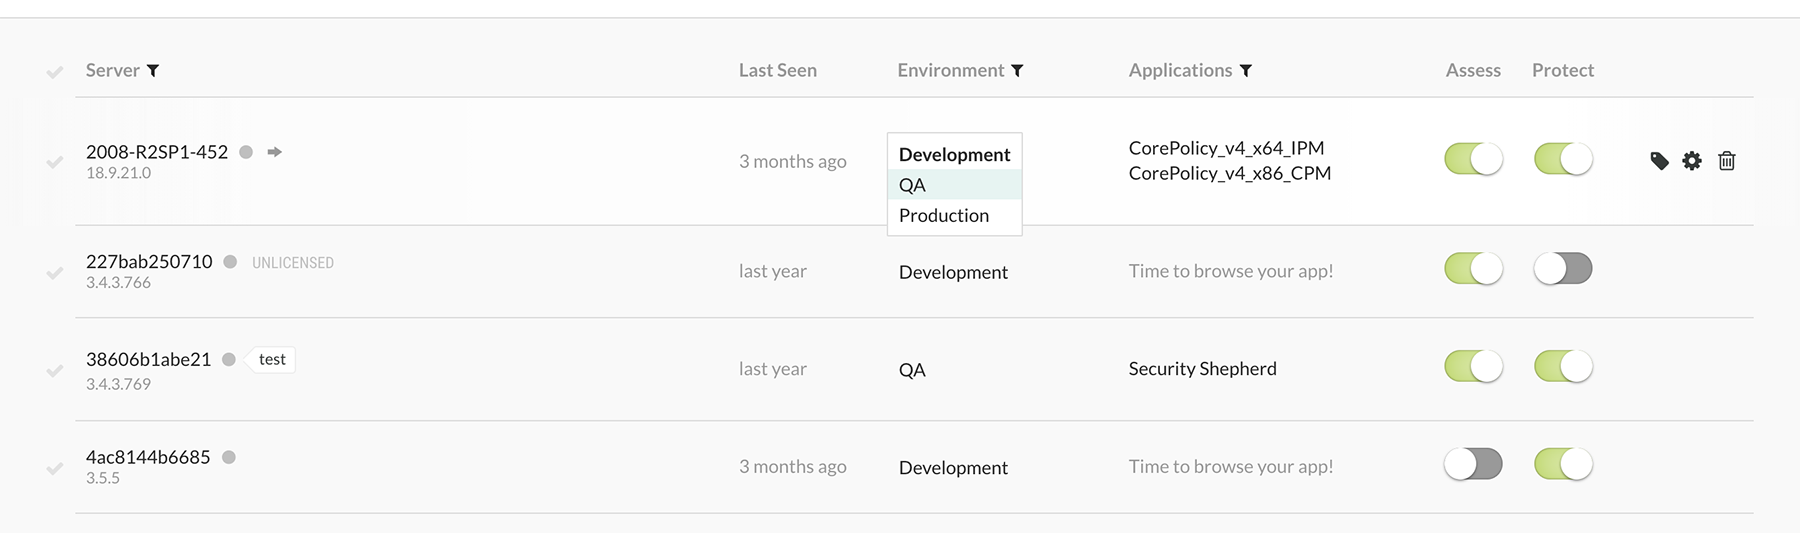 Server Last Seen Environment Applications Assess Protect
2008-R2SP1-452
18.9.21.0
3 months ago
Development
QA
Production
CorePolicy_v4_x64_IPM
CorePolicy_v4_x86_CPM
227bab250710 UNLICENSED
3.4.3.766
last year
Development
Time to browse your app!
38606b1abe21 test
3.4.3.769
last year
QA
Security Shepherd
4ac8144b6685
3.5.5
3 months ago
Development
Time to browse your app!